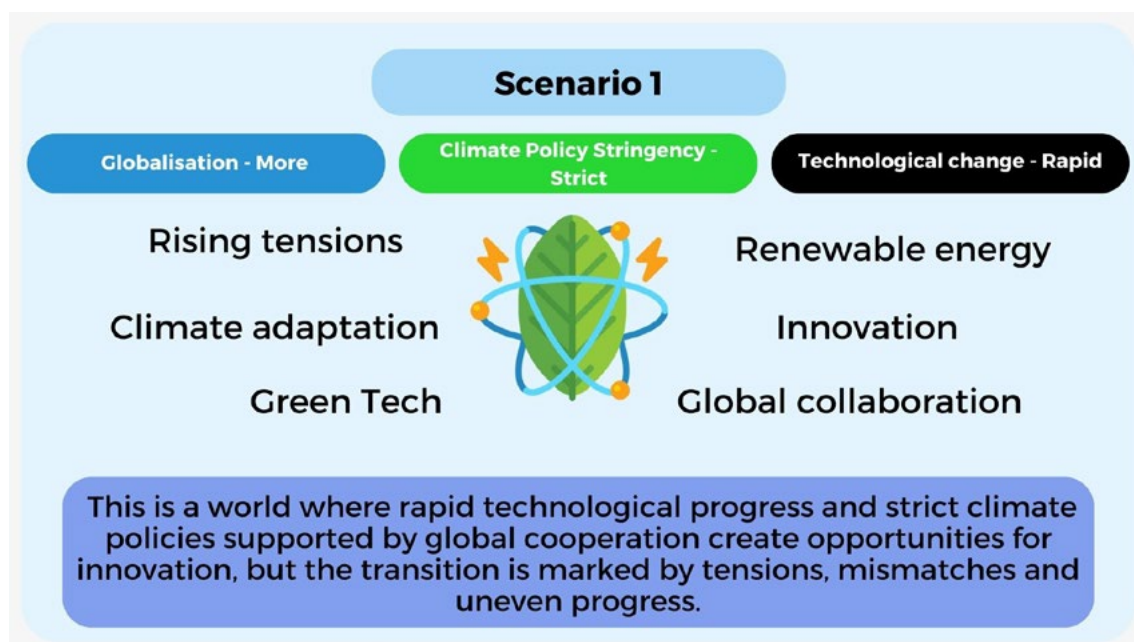 Scenario 1
Globalisation - More
Climate Policy Stringency -
Strict
Technological change - Rapid
Rising tensions
Climate adaptation
Green Tech
Renewable energy
Innovation
Global collaboration
This is a world where rapid technological progress and strict climate
policies supported by global cooperation create opportunities for
innovation, but the transition is marked by tensions, mismatches and
uneven progress.